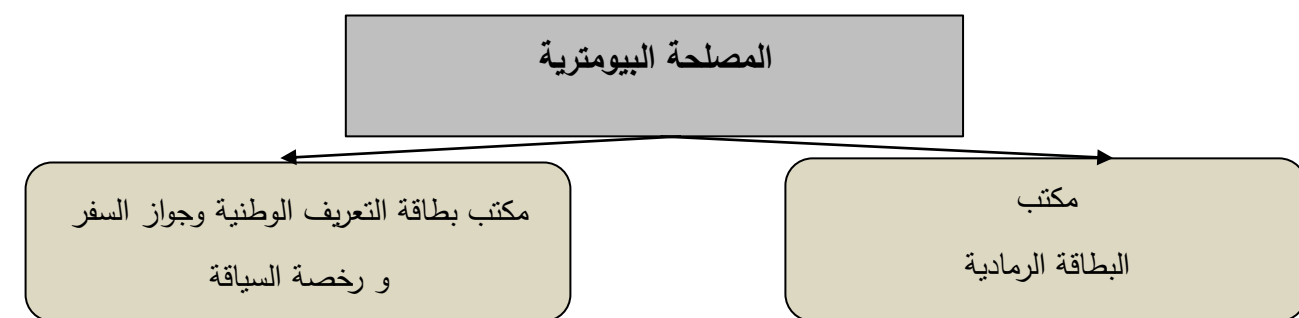 المصلحة البيومترية
مكتب
البطاقة الرمادية
مكتب بطاقة التعريف الوطنية وجواز السفر
و رخصة السياقة